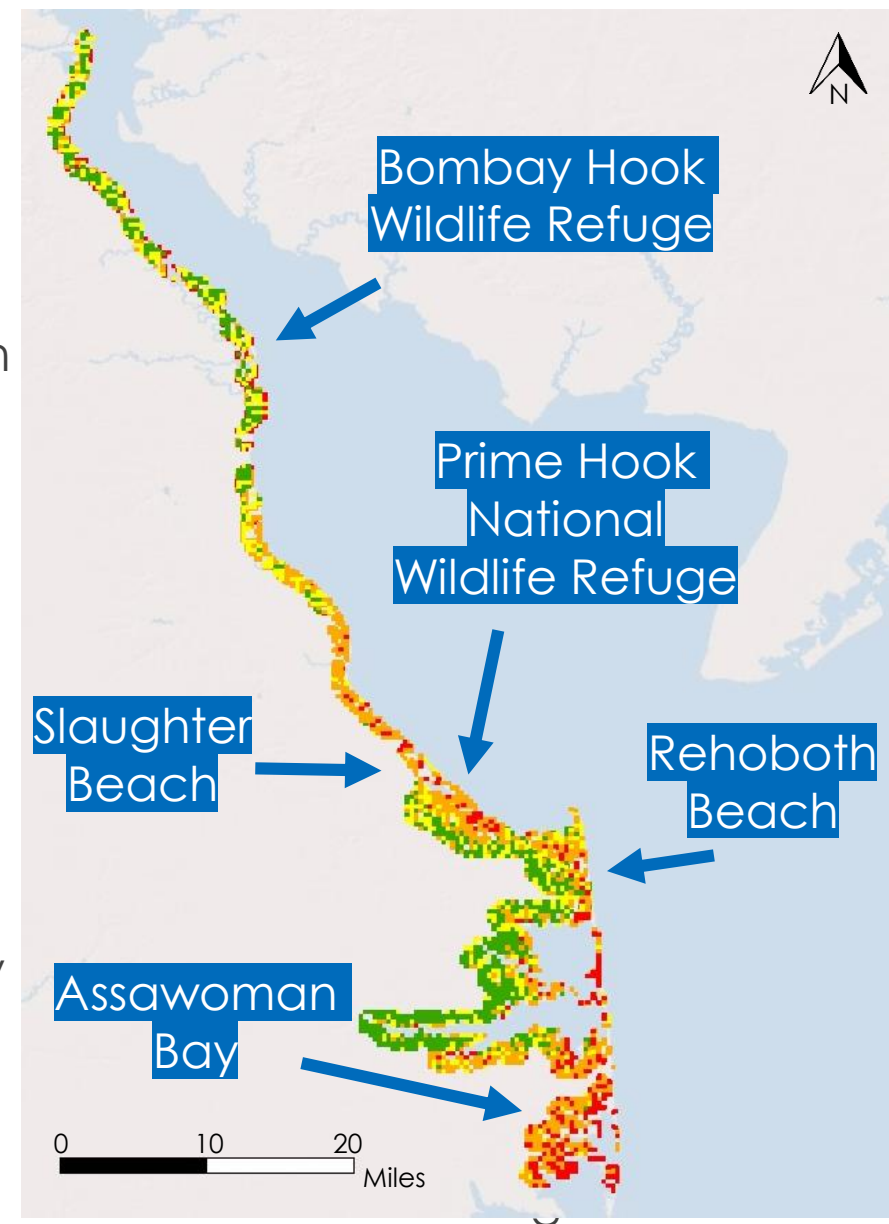 N
Bombay Hook
Wildlife Refuge
Prime Hook
National
Wildlife Refuge
Slaughter
Beach
Rehoboth
Beach
Assawoman
Bay
0 10 20
Miles